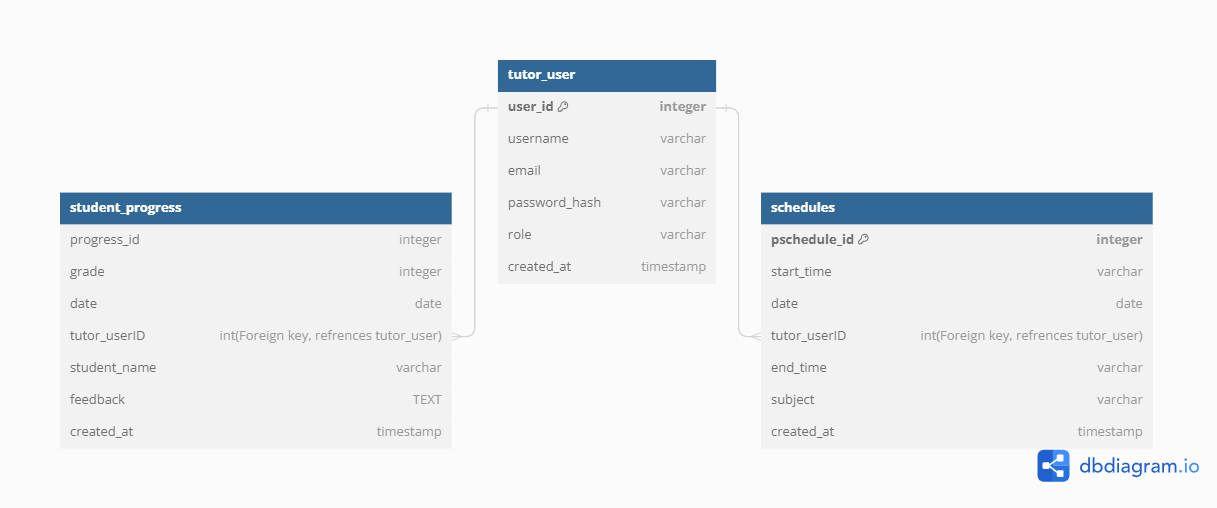 tutor_user
user_id integer
username varchar
email varchar
password_hash varchar
role varchar
created_at timestamp
student_progress
progress_id integer
grade integer
date date
tutor_userID int(Foreign key, refrences tutor_user)
student_name varchar
feedback TEXT
created_at timestamp
schedules
pschedule_id integer
start_time varchar
date date
tutor_userID int(Foreign key, refrences tutor_user)
end_time varchar
subject varchar
created_at timestamp
dbdiagram.io